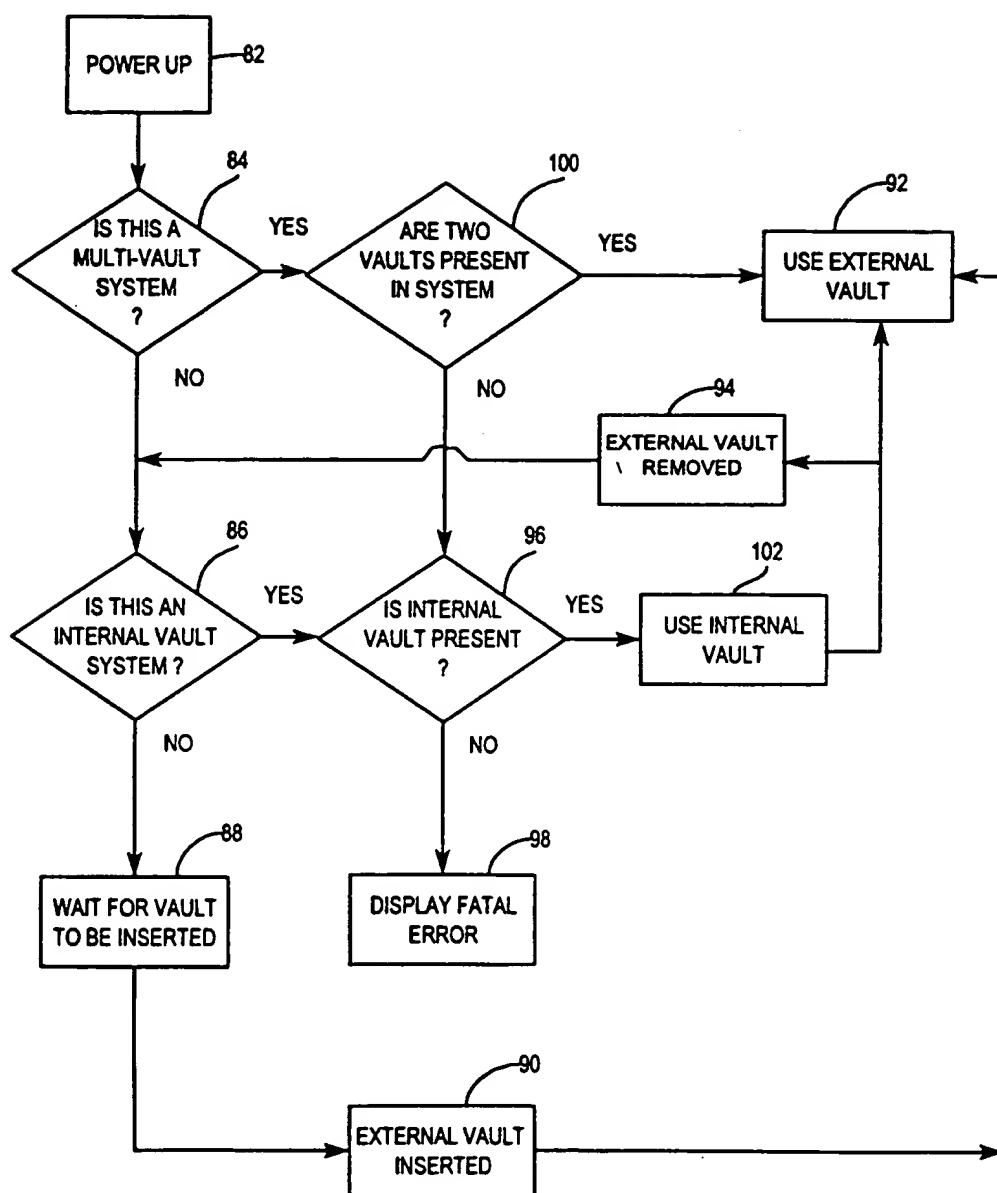 POWER UP
82
84
IS THIS A
MULTI-VAULT
SYSTEM
?
YES
NO
100
ARE TWO
VAULTS PRESENT
IN SYSTEM
?
YES
NO
92
USE EXTERNAL
VAULT
94
EXTERNAL VAULT
REMOVED
86
IS THIS AN
INTERNAL VAULT
SYSTEM ?
YES
NO
96
IS INTERNAL
VAULT PRESENT
?
YES
NO
102
USE INTERNAL
VAULT
88
WAIT FOR VAULT
TO BE INSERTED
98
DISPLAY FATAL
ERROR
90
EXTERNAL VAULT
INSERTED